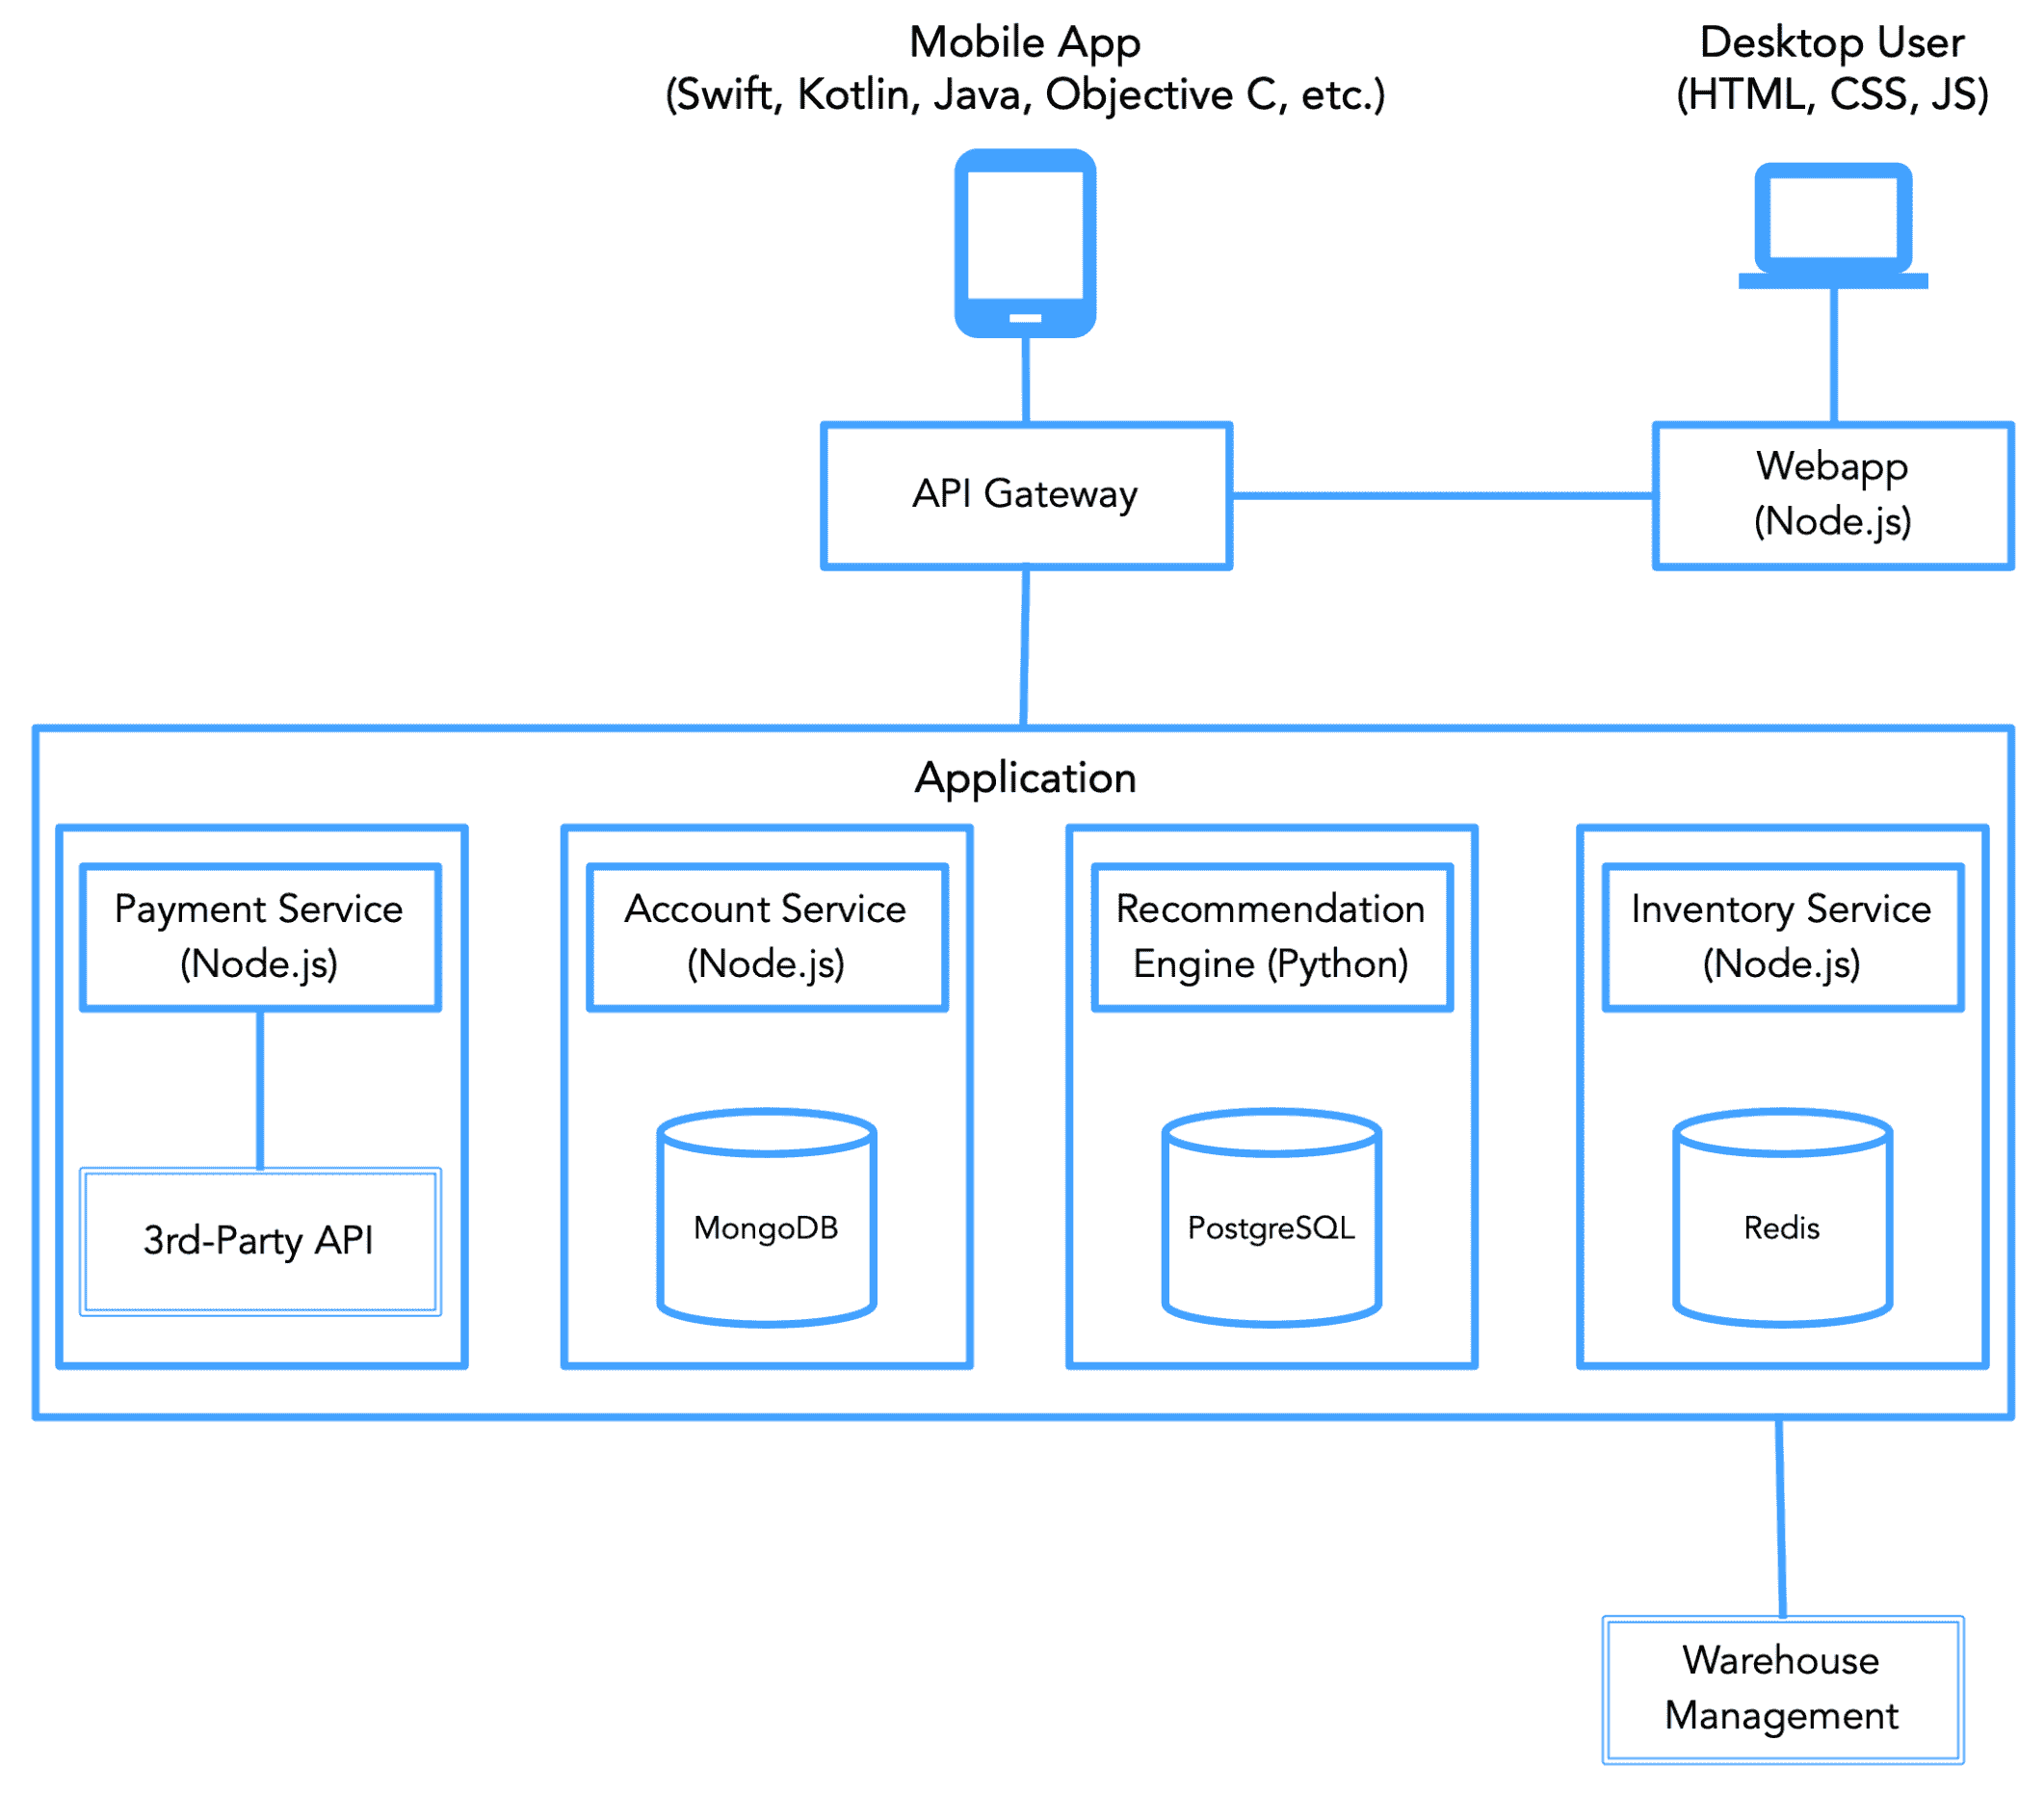 Mobile App
(Swift, Kotlin, Java, Objective C, etc.)
Desktop User
(HTML, CSS, JS)
API Gateway
Webapp
(Node.js)
Application
Payment Service
(Node.js)
Account Service
(Node.js)
Recommendation
Engine (Python)
Inventory Service
(Node.js)
3rd-Party API
MongoDB
PostgreSQL
Redis
Warehouse
Management